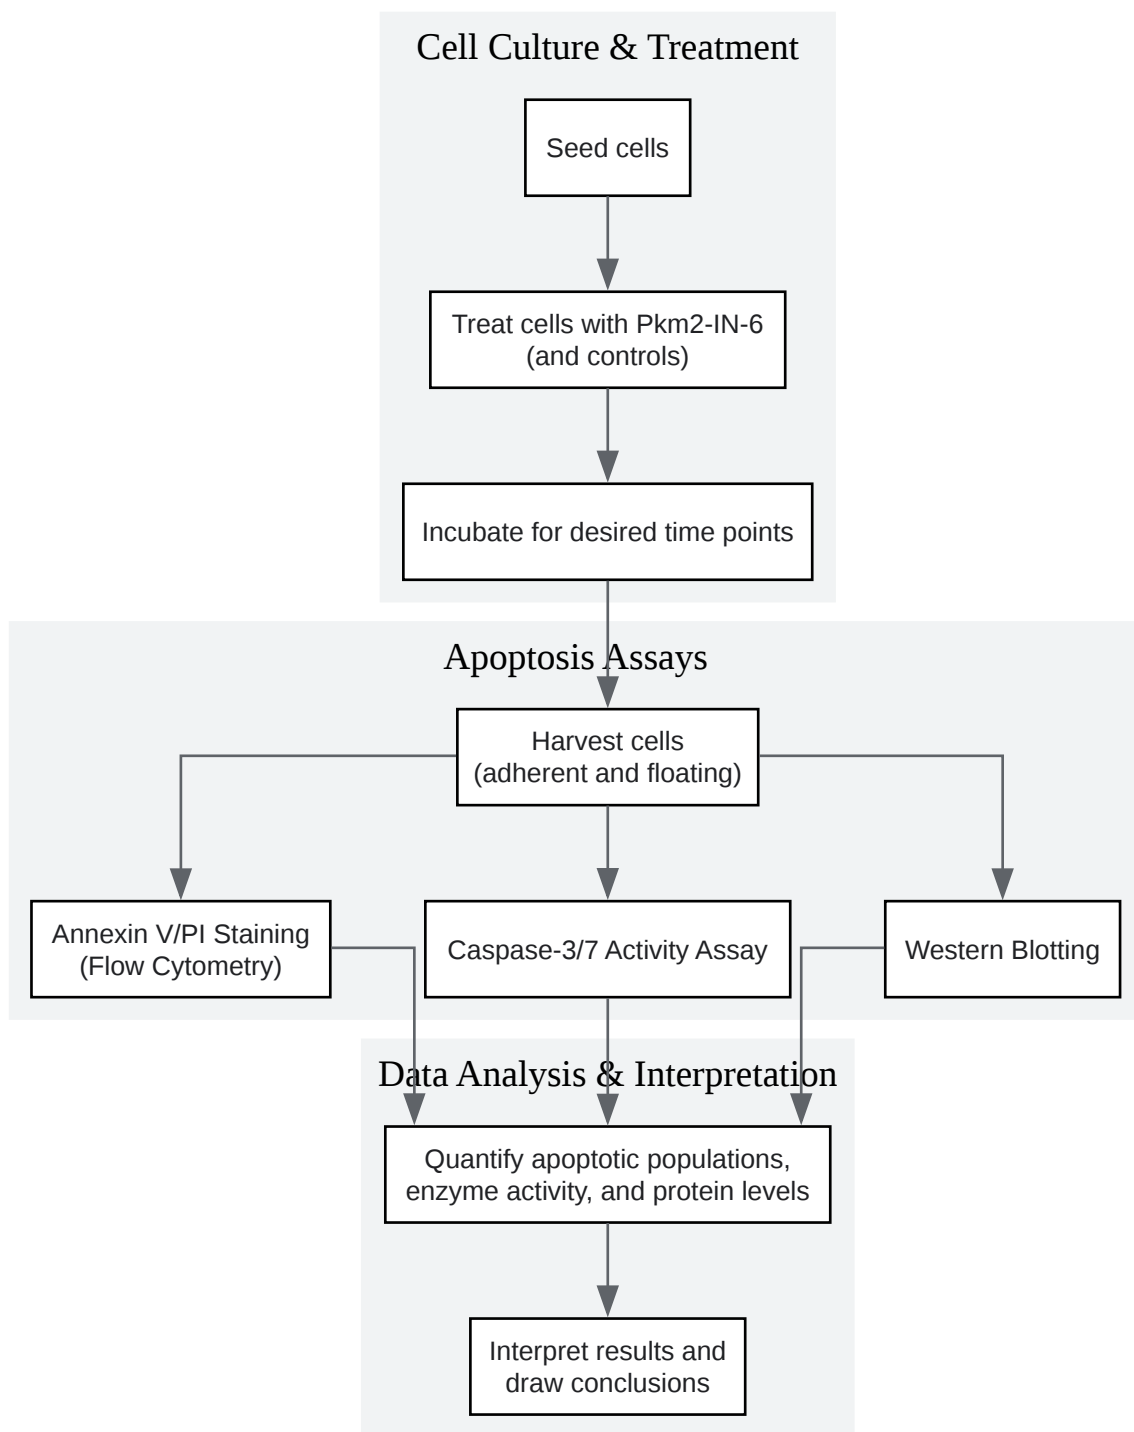 Cell Culture & Treatment
Seed cells
Treat cells with Pkm2-IN-6
(and controls)
Incubate for desired time points
Apoptosis Assays
Harvest cells
(adherent and floating)
Annexin V/PI Staining
(Flow Cytometry)
Caspase-3/7 Activity Assay
Western Blotting
Data Analysis & Interpretation
Quantify apoptotic populations,
enzyme activity, and protein levels
Interpret results and
draw conclusions